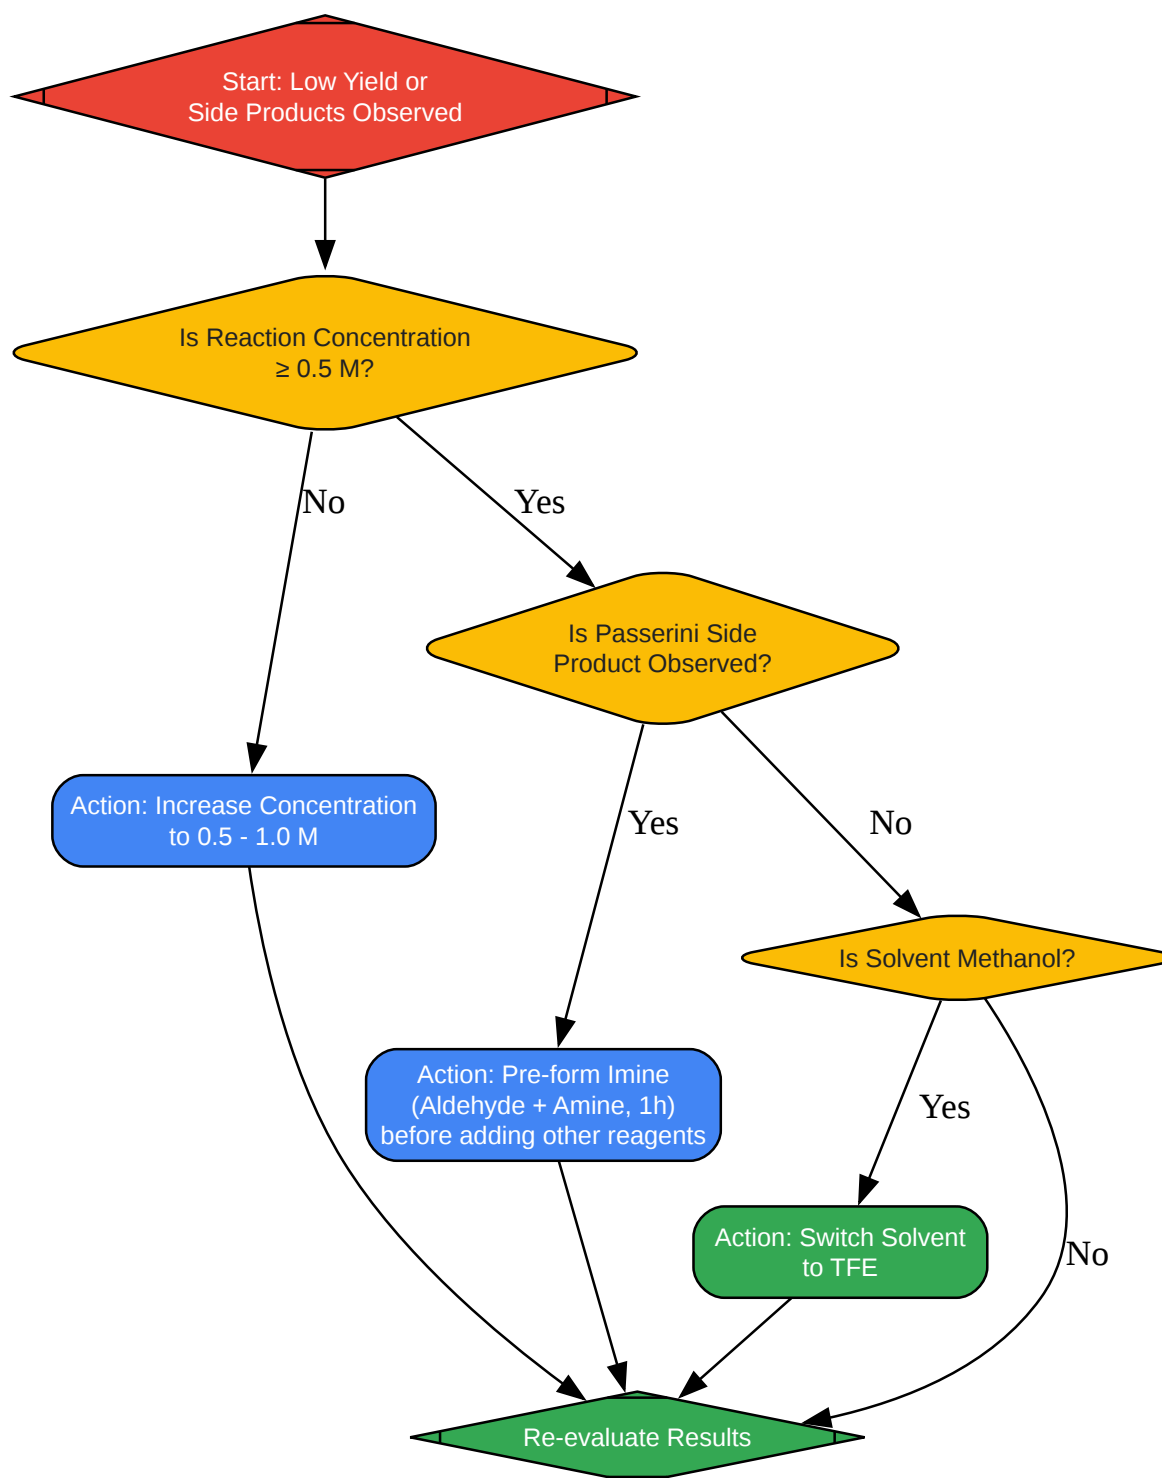 Start: Low Yield or
Side Products Observed
Is Reaction Concentration
≥ 0.5 M?
No
Yes
Is Passerini Side
Product Observed?
Action: Increase Concentration
to 0.5 - 1.0 M
Yes
No
Is Solvent Methanol?
Action: Pre-form Imine
(Aldehyde + Amine, 1h)
before adding other reagents
Yes
Action: Switch Solvent
to TFE
No
Re-evaluate Results